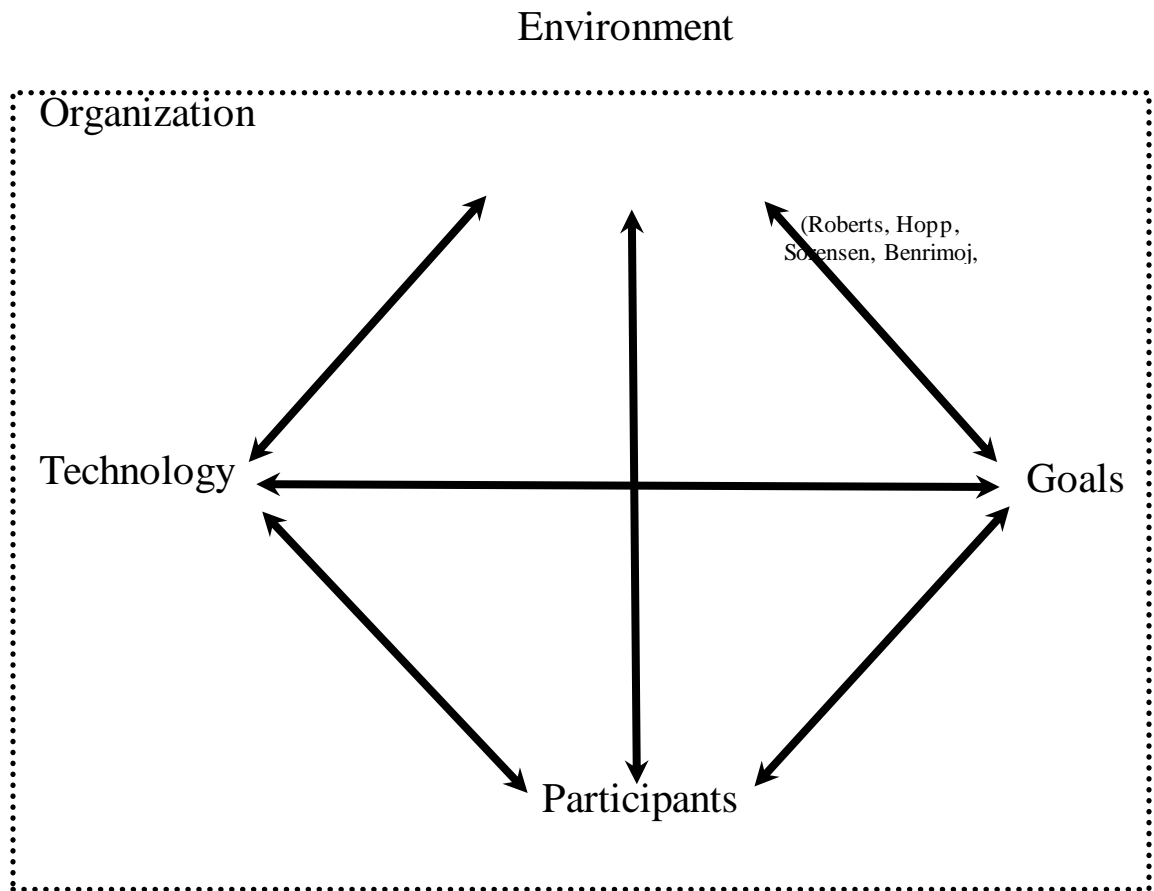 Environment
Organization
(Roberts, Hopp,
Sorensen, Benrimoj,
Technology
Goals
Participants